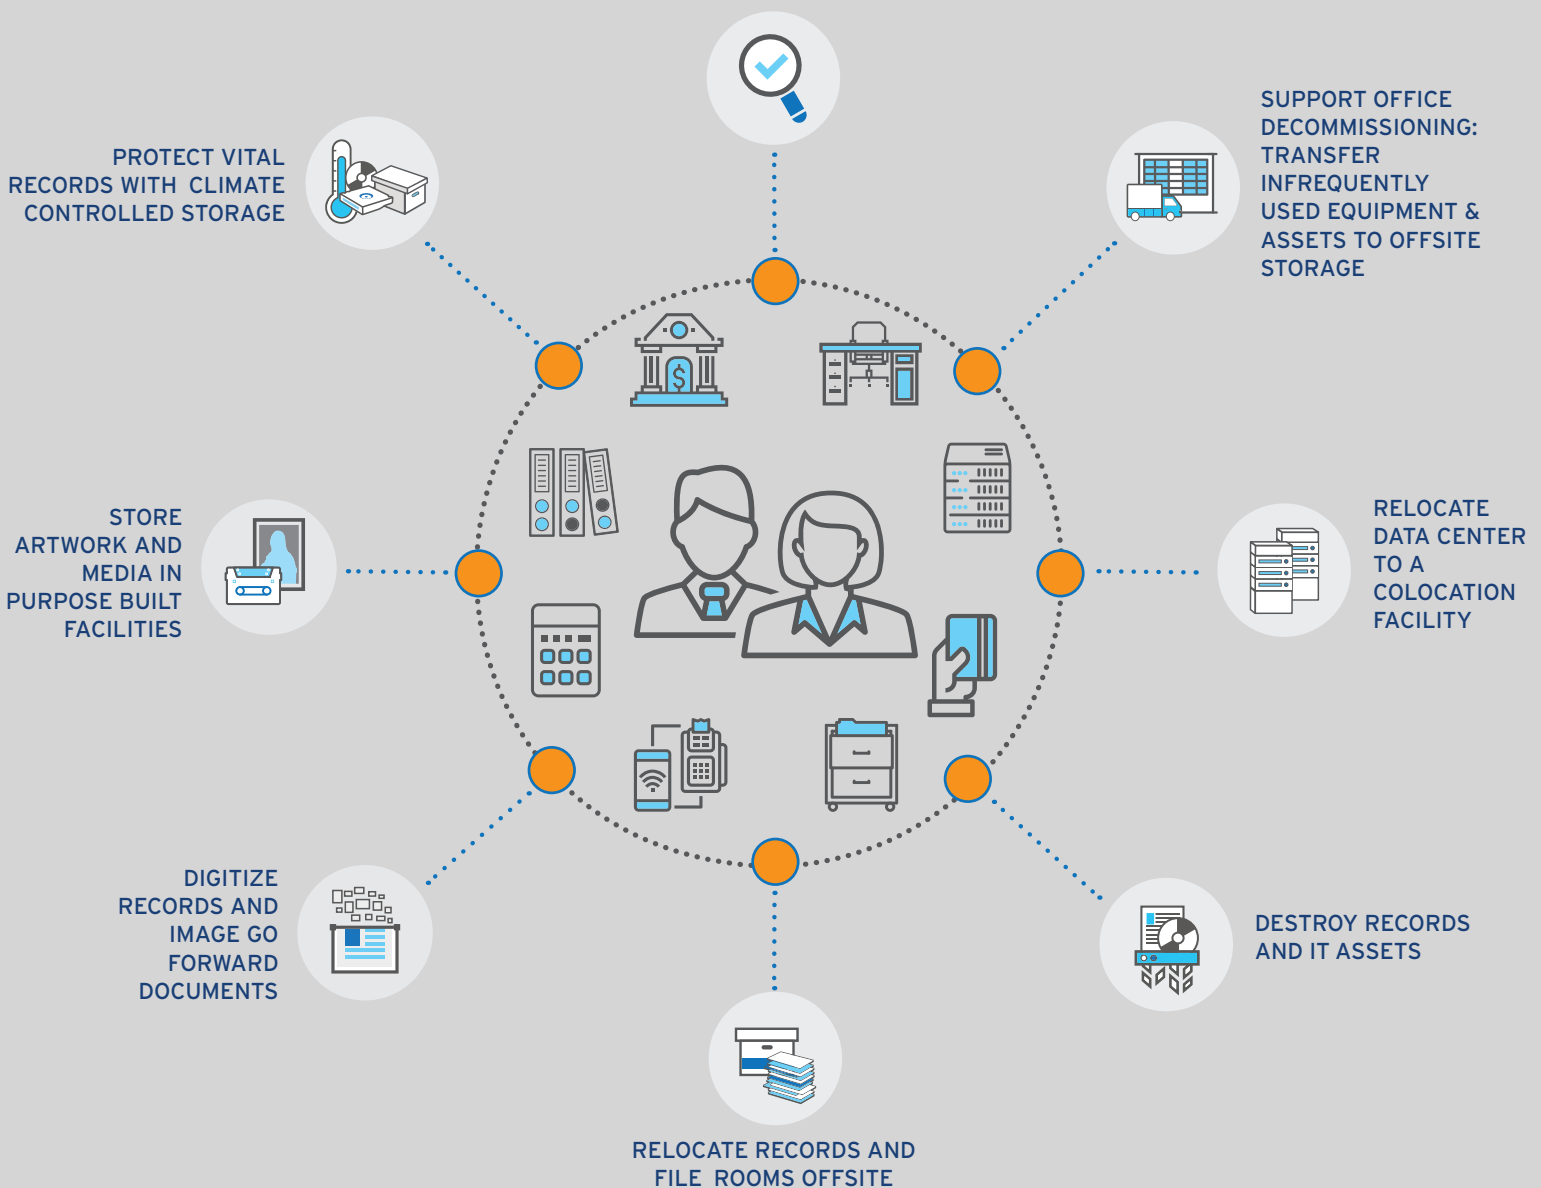 SUPPORT OFFICE
DECOMMISSIONING:
TRANSFER
INFREQUENTLY
USED EQUIPMENT &
ASSETS TO OFFSITE
STORAGE
PROTECT VITAL
RECORDS WITH CLIMATE
CONTROLLED STORAGE
$
RELOCATE
DATA CENTER
TO A
COLOCATION
FACILITY
STORE
ARTWORK AND
MEDIA IN
PURPOSE BUILT
FACILITIES
DIGITIZE
RECORDS AND
IMAGE GO
FORWARD
DOCUMENTS
DESTROY RECORDS
AND IT ASSETS
RELOCATE RECORDS AND
FILE ROOMS OFFSITE